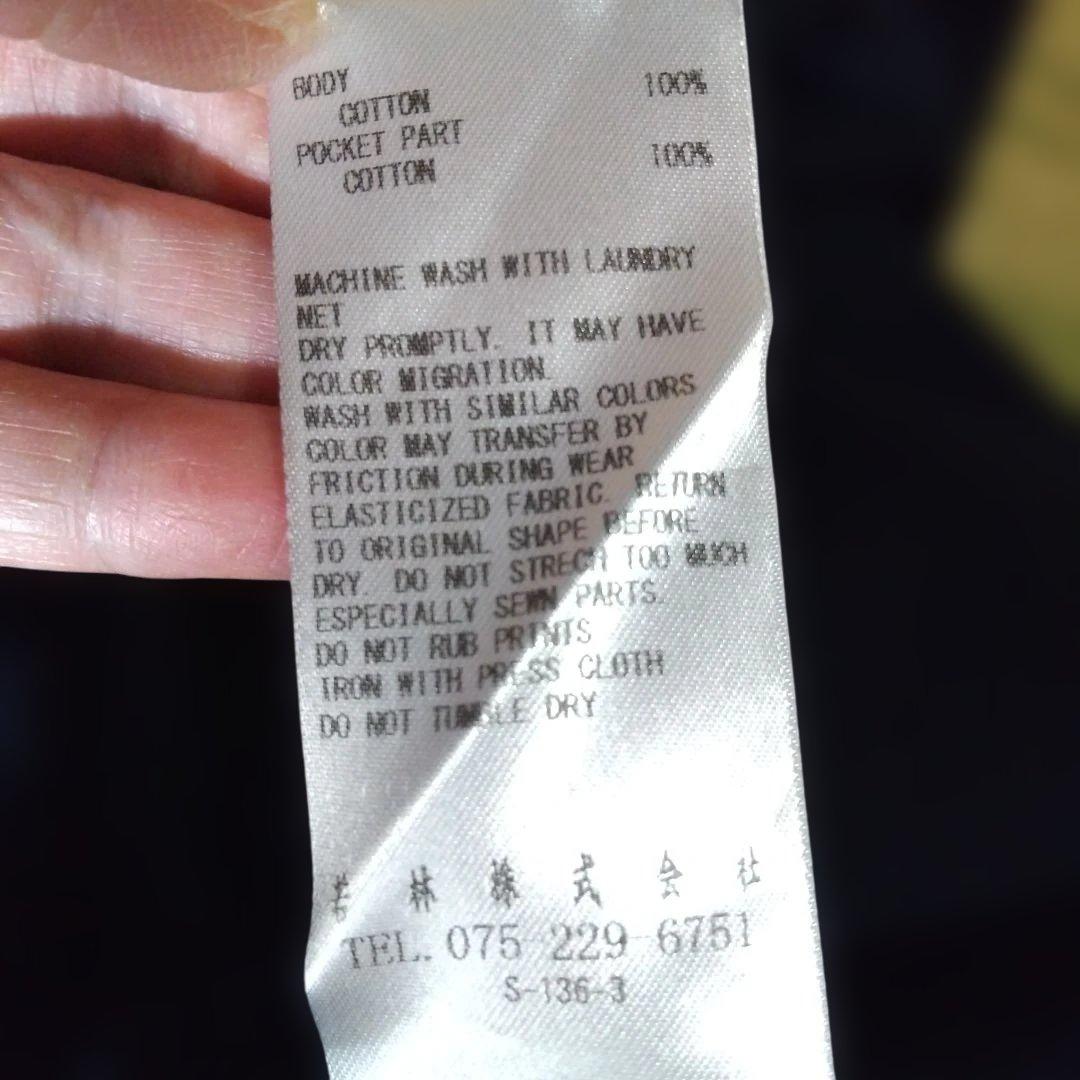 BODY
COTTON 100%
POCKET PART
COTTON 100%
MACHINE WASH WITH LAUNDRY
NET
DRY PROMPTLY. IT MAY HAVE
COLOR MIGRATION.
WASH WITH SIMILAR COLORS
COLOR MAY TRANSFER BY
FRICTION DURING WEAR
ELASTICIZED FABRIC. RETURN
TO ORIGINAL SHAPE BEFORE
DRY. DO NOT STRECH TOO MUCH
ESPECIALLY SEWN PARTS.
DO NOT RUB PRINTS
IRON WITH PRESS CLOTH
DO NOT TUMBLE DRY
若林株式会社
TEL. 075-229-6751
S-136-3